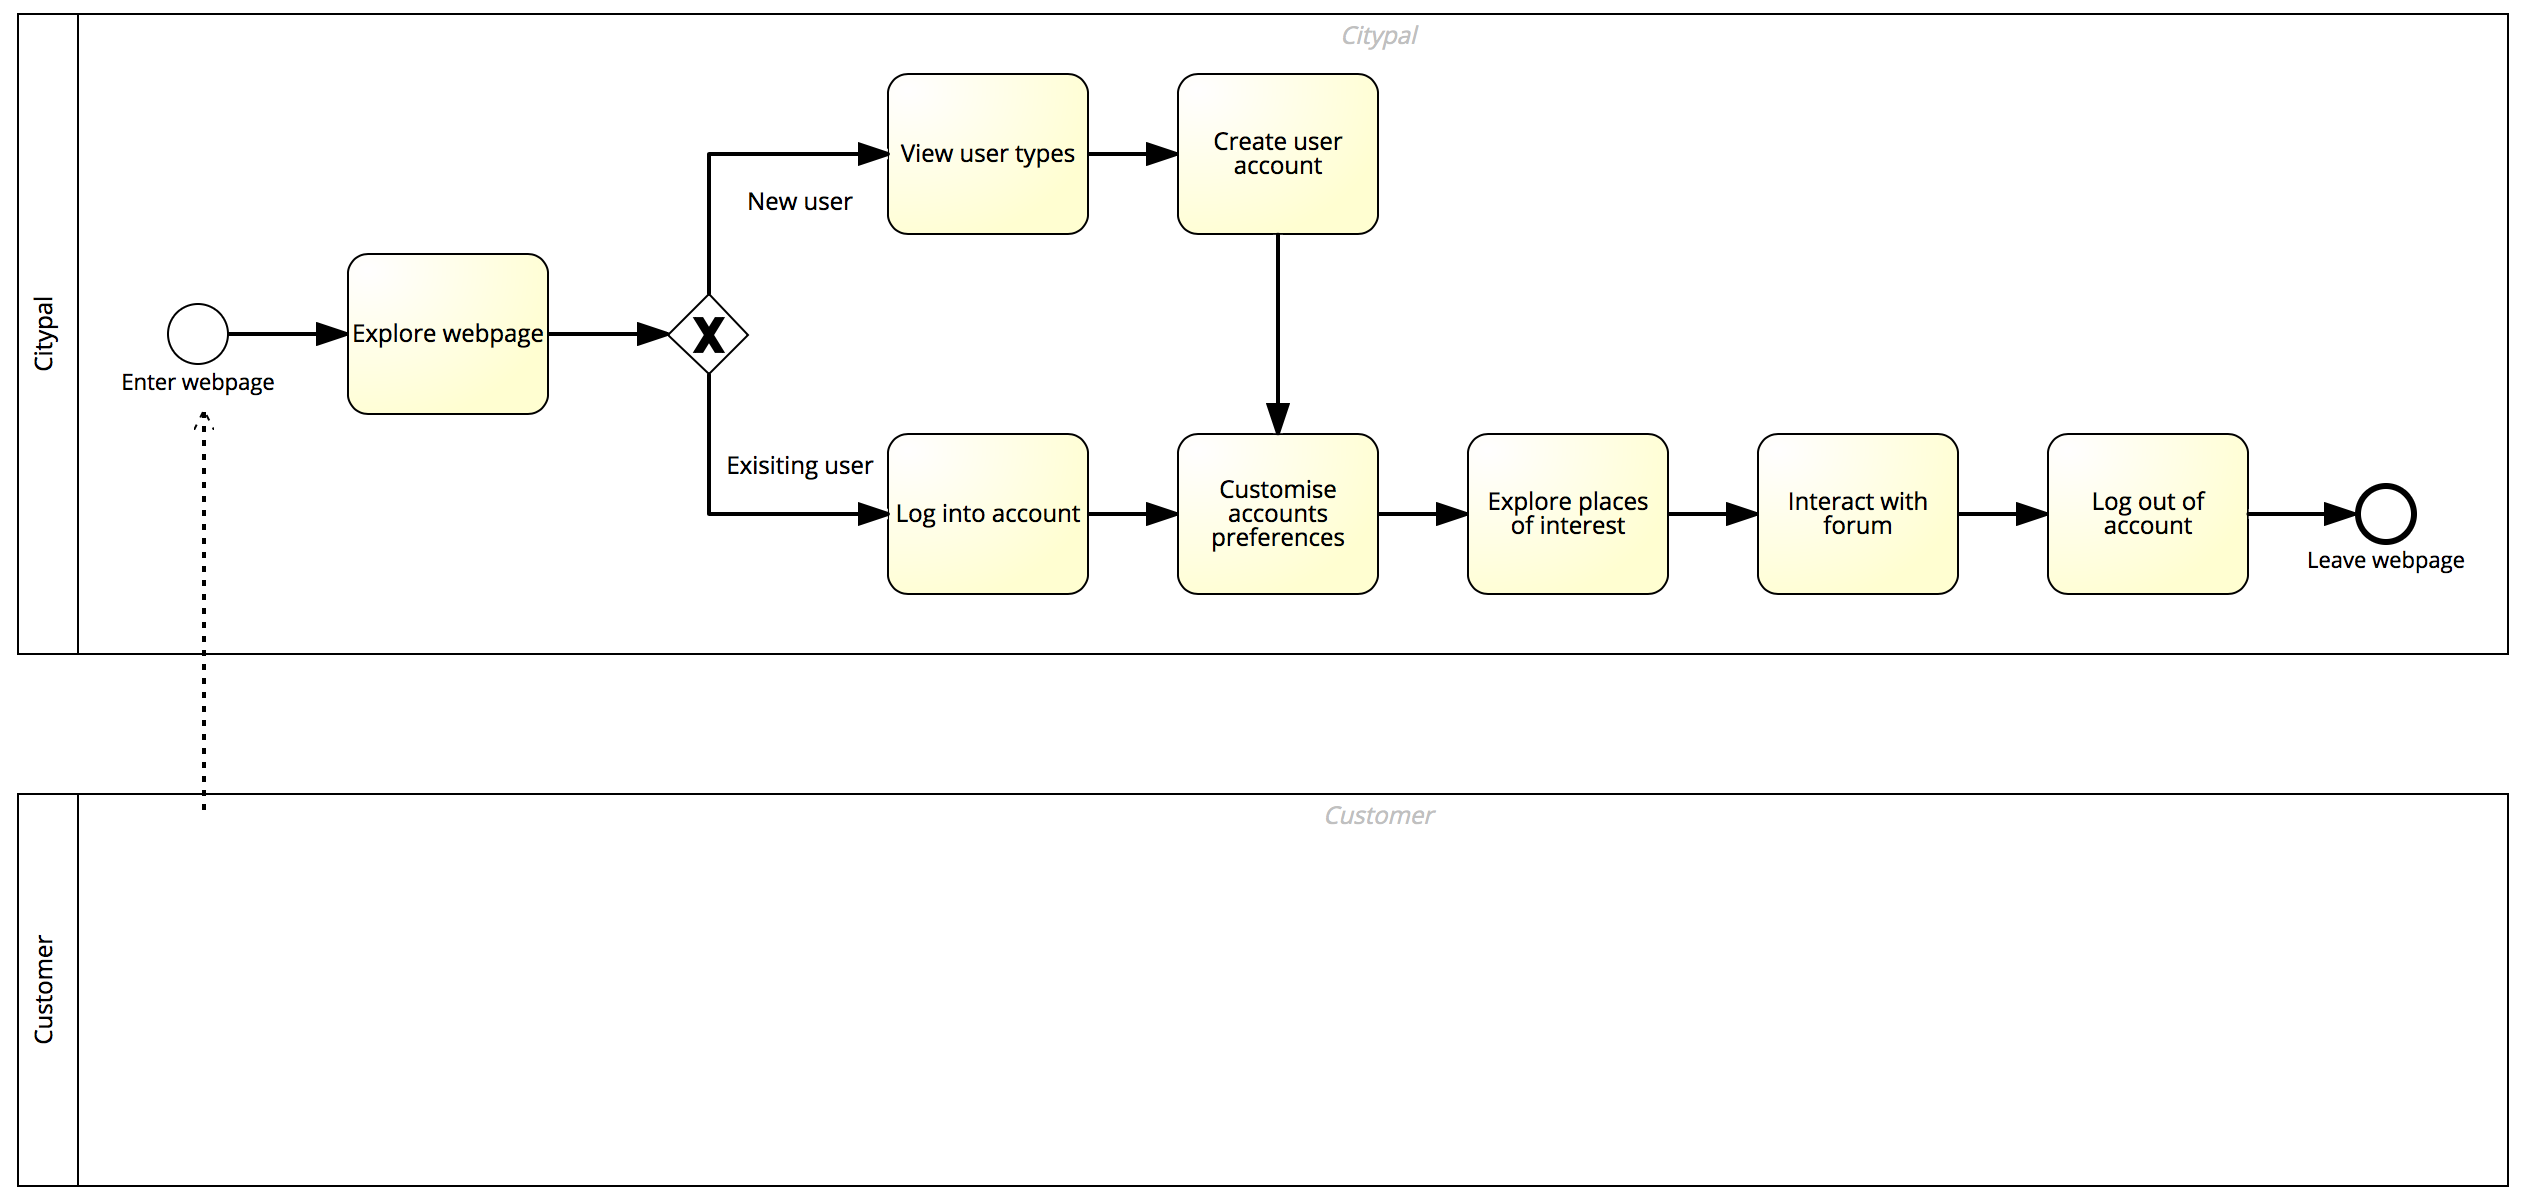 Citypal
Citypal
View user types
Create user
account
New user
Explore webpage
X
Enter webpage
Exisiting user
Log into account
Customise
accounts
preferences
Explore places
of interest
Interact with
forum
Log out of
account
Leave webpage
Customer
Customer